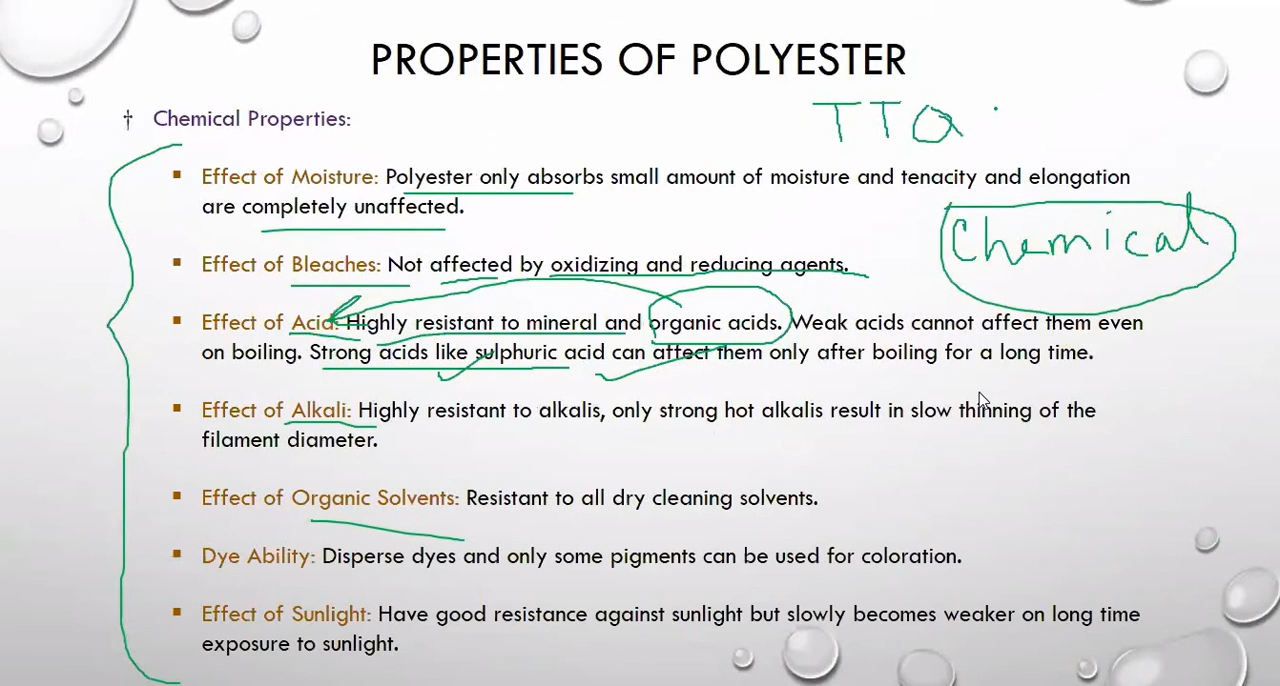 PROPERTIES OF POLYESTER
TTQ
† Chemical Properties:
▪ Effect of Moisture: Polyester only absorbs small amount of moisture and tenacity and elongation
are completely unaffected.
Chemical
▪ Effect of Bleaches: Not affected by oxidizing and reducing agents.
▪ Effect of Acid: Highly resistant to mineral and organic acids. Weak acids cannot affect them even
on boiling. Strong acids like sulphuric acid can affect them only after boiling for a long time.
▪ Effect of Alkali: Highly resistant to alkalis, only strong hot alkalis result in slow thinning of the
filament diameter.
▪ Effect of Organic Solvents: Resistant to all dry cleaning solvents.
▪ Dye Ability: Disperse dyes and only some pigments can be used for coloration.
▪ Effect of Sunlight: Have good resistance against sunlight but slowly becomes weaker on long time
exposure to sunlight.